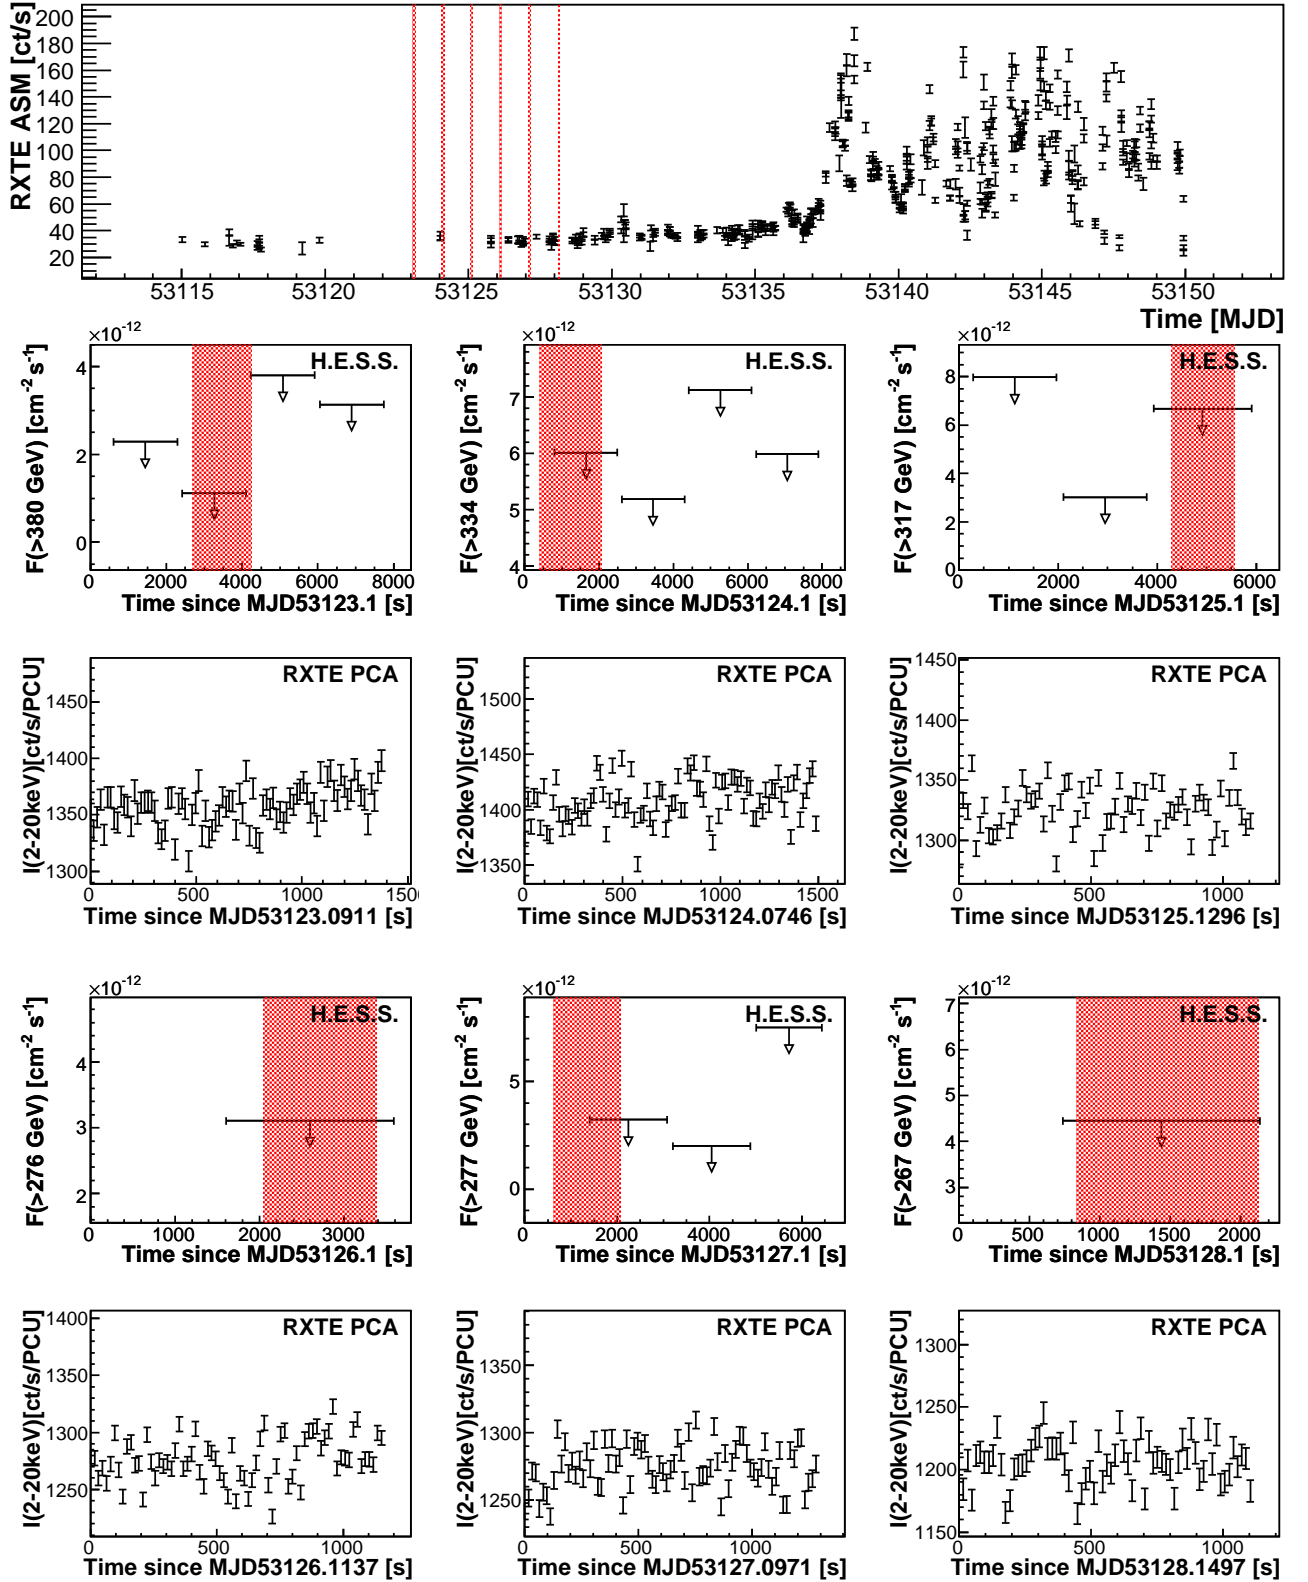 RXTE ASM [ct/s]
200
180
160
140
120
100
80
60
40
20
53115 53120 53125 53130 53135 53140 53145 53150
Time [MJD]
×10⁻¹² ×10⁻¹² ×10⁻¹²
H.E.S.S. H.E.S.S. H.E.S.S.
F(>380 GeV) [cm⁻² s⁻¹]
4
2
0
0 2000 4000 6000 8000
Time since MJD53123.1 [s]
F(>334 GeV) [cm⁻² s⁻¹]
7
6
5
4
0 2000 4000 6000 8000
Time since MJD53124.1 [s]
F(>317 GeV) [cm⁻² s⁻¹]
8
6
4
2
0
0 2000 4000 6000
Time since MJD53125.1 [s]
RXTE PCA RXTE PCA RXTE PCA
I(2-20keV)[ct/s/PCU]
1450
1400
1350
1300
0 500 1000 150
Time since MJD53123.0911 [s]
I(2-20keV)[ct/s/PCU]
1500
1450
1400
1350
0 500 1000 1500
Time since MJD53124.0746 [s]
I(2-20keV)[ct/s/PCU]
1450
1400
1350
1300
0 500 1000
Time since MJD53125.1296 [s]
×10⁻¹² ×10⁻¹² ×10⁻¹²
H.E.S.S. H.E.S.S. H.E.S.S.
F(>276 GeV) [cm⁻² s⁻¹]
4
3
2
0 1000 2000 3000
Time since MJD53126.1 [s]
F(>277 GeV) [cm⁻² s⁻¹]
5
0
0 2000 4000 6000
Time since MJD53127.1 [s]
F(>267 GeV) [cm⁻² s⁻¹]
7
6
5
4
3
0 500 1000 1500 2000
Time since MJD53128.1 [s]
RXTE PCA RXTE PCA RXTE PCA
I(2-20keV)[ct/s/PCU]
1400
1350
1300
1250
0 500 1000
Time since MJD53126.1137 [s]
I(2-20keV)[ct/s/PCU]
1350
1300
1250
0 500 1000
Time since MJD53127.0971 [s]
I(2-20keV)[ct/s/PCU]
1300
1250
1200
1150
0 500 1000
Time since MJD53128.1497 [s]